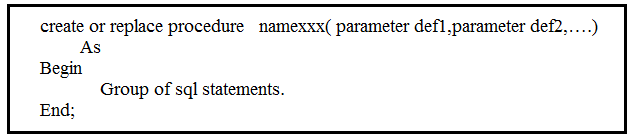 create or replace procedure namexxx( parameter def1,parameter def2,….)
As
Begin
Group of sql statements.
End;